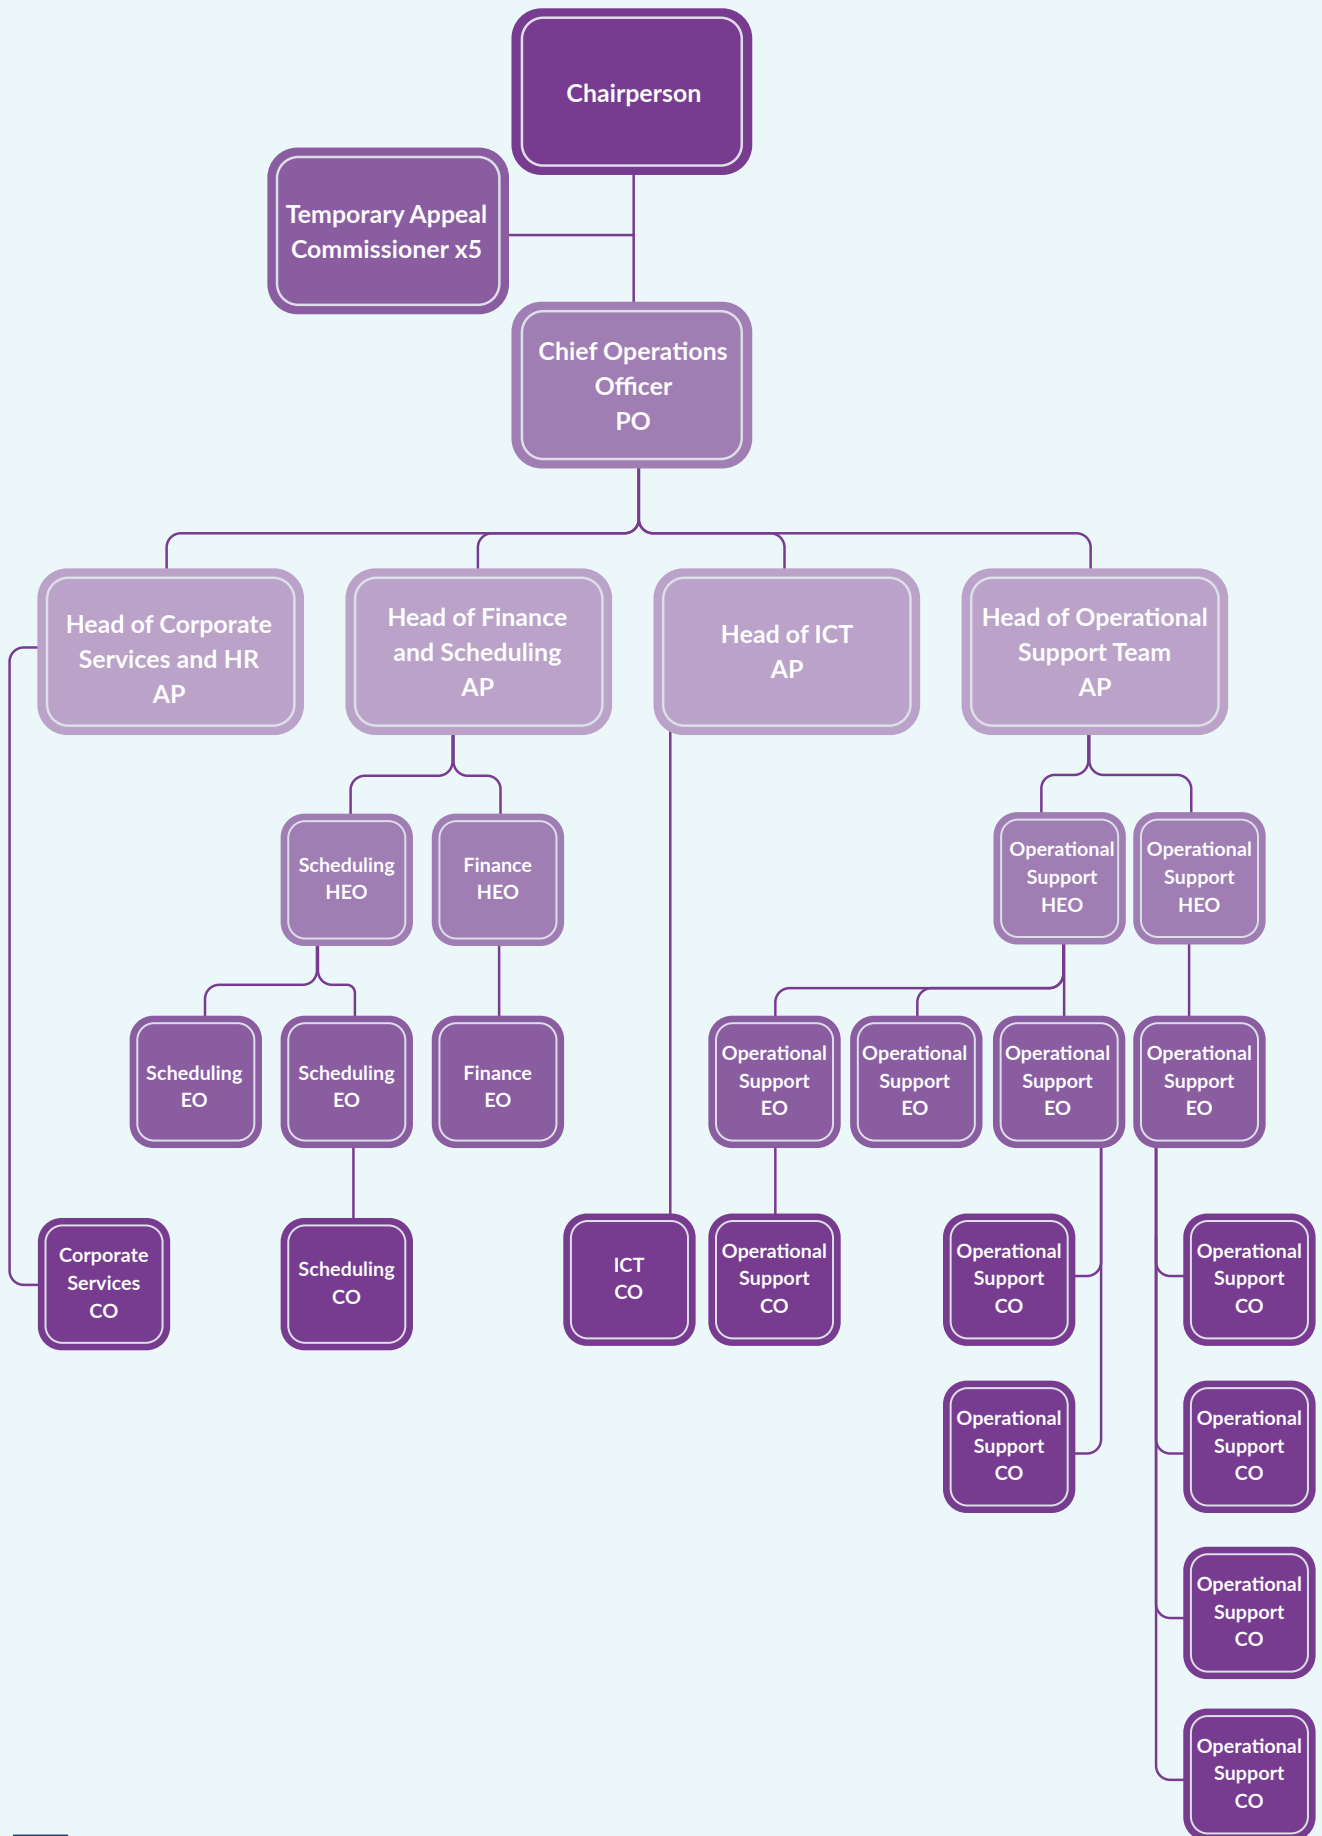 Chairperson
Temporary Appeal
Commissioner x5
Chief Operations
Officer
PO
Head of Corporate
Services and HR
AP
Head of Finance
and Scheduling
AP
Head of ICT
AP
Head of Operational
Support Team
AP
Scheduling
HEO
Finance
HEO
Operational
Support
HEO
Operational
Support
HEO
Scheduling
EO
Scheduling
EO
Finance
EO
Operational
Support
EO
Operational
Support
EO
Operational
Support
EO
Operational
Support
EO
Corporate
Services
CO
Scheduling
CO
ICT
CO
Operational
Support
CO
Operational
Support
CO
Operational
Support
CO
Operational
Support
CO
Operational
Support
CO
Operational
Support
CO
Operational
Support
CO